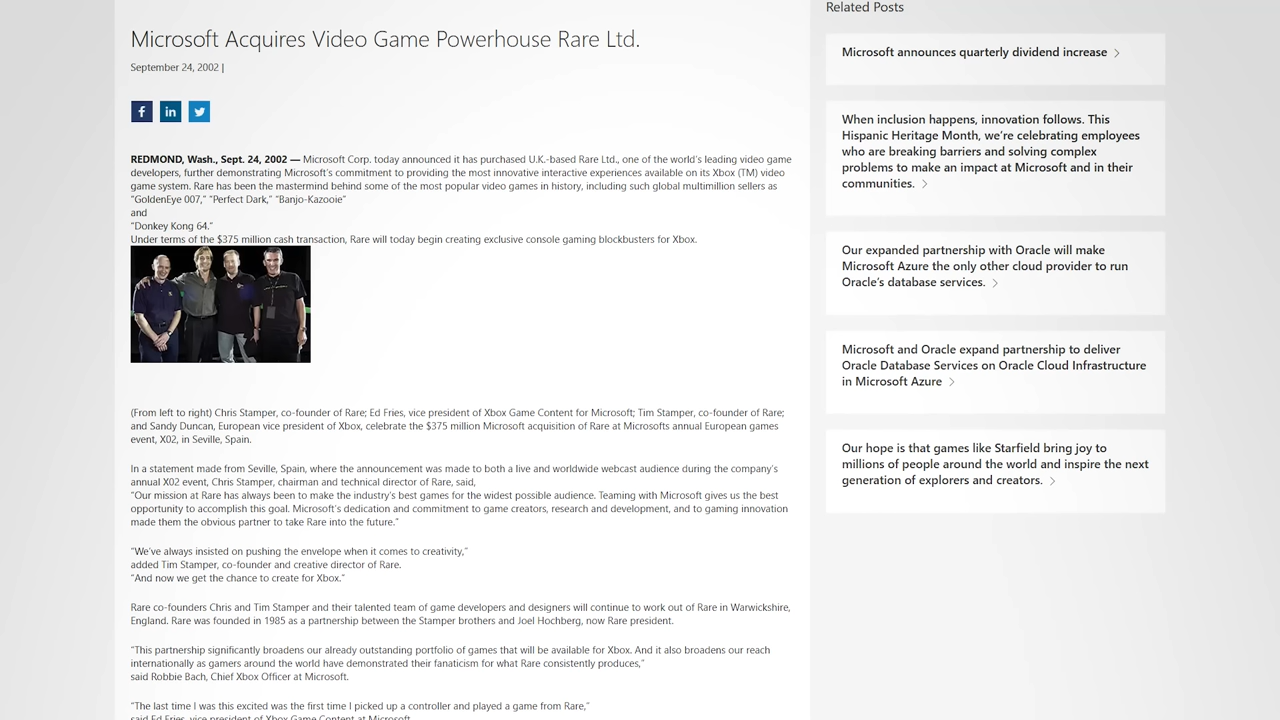 Microsoft Acquires Video Game Powerhouse Rare Ltd.
September 24, 2002 |
f
in
REDMOND, Wash., Sept. 24, 2002 — Microsoft Corp. today announced it has purchased U.K.-based Rare Ltd., one of the world's leading video game
developers, further demonstrating Microsoft's commitment to providing the most innovative interactive experiences available on its Xbox (TM) video
game system. Rare has been the mastermind behind some of the most popular video games in history, including such global multimillion sellers as
"GoldenEye 007," "Perfect Dark," "Banjo-Kazooie"
and
"Donkey Kong 64."
Under terms of the $375 million cash transaction, Rare will today begin creating exclusive console gaming blockbusters for Xbox.
(From left to right) Chris Stamper, co-founder of Rare; Ed Fries, vice president of Xbox Game Content for Microsoft; Tim Stamper, co-founder of Rare;
and Sandy Duncan, European vice president of Xbox, celebrate the $375 million Microsoft acquisition of Rare at Microsofts annual European games
event, X02, in Seville, Spain.
In a statement made from Seville, Spain, where the announcement was made to both a live and worldwide webcast audience during the company's
annual X02 event, Chris Stamper, chairman and technical director of Rare, said,
"Our mission at Rare has always been to make the industry's best games for the widest possible audience. Teaming with Microsoft gives us the best
opportunity to accomplish this goal. Microsoft's dedication and commitment to game creators, research and development, and to gaming innovation
made them the obvious partner to take Rare into the future."
"We've always insisted on pushing the envelope when it comes to creativity,"
added Tim Stamper, co-founder and creative director of Rare.
"And now we get the chance to create for Xbox."
Rare co-founders Chris and Tim Stamper and their talented team of game developers and designers will continue to work out of Rare in Warwickshire,
England. Rare was founded in 1985 as a partnership between the Stamper brothers and Joel Hochberg, now Rare president.
"This partnership significantly broadens our already outstanding portfolio of games that will be available for Xbox. And it also broadens our reach
internationally as gamers around the world have demonstrated their fanaticism for what Rare consistently produces,"
said Robbie Bach, Chief Xbox Officer at Microsoft.
"The last time I was this excited was the first time I picked up a controller and played a game from Rare,"
said Ed Fries, vice president of Xbox Game Content at Microsoft.
Related Posts
Microsoft announces quarterly dividend increase >
When inclusion happens, innovation follows. This
Hispanic Heritage Month, we're celebrating employees
who are breaking barriers and solving complex
problems to make an impact at Microsoft and in their
communities. >
Our expanded partnership with Oracle will make
Microsoft Azure the only other cloud provider to run
Oracle's database services. >
Microsoft and Oracle expand partnership to deliver
Oracle Database Services on Oracle Cloud Infrastructure
in Microsoft Azure >
Our hope is that games like Starfield bring joy to
millions of people around the world and inspire the next
generation of explorers and creators. >